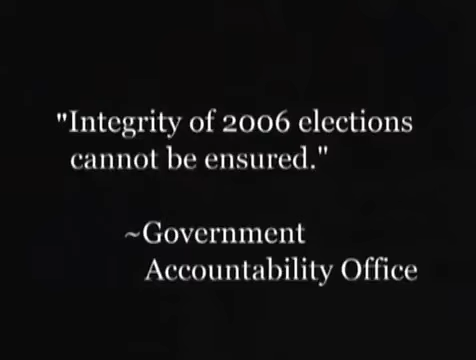 "Integrity of 2006 elections
cannot be ensured."
~Government
Accountability Office